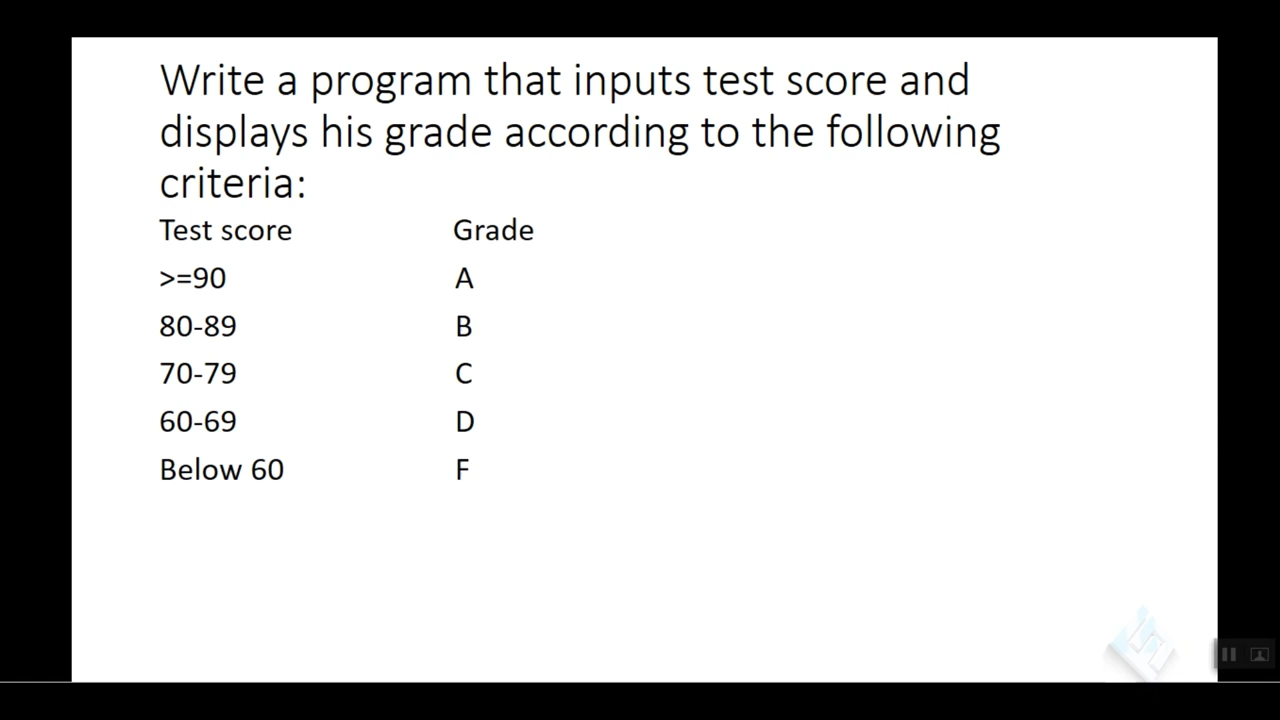 Write a program that inputs test score and
displays his grade according to the following
criteria:
Test score Grade
>=90 A
80-89 B
70-79 C
60-69 D
Below 60 F